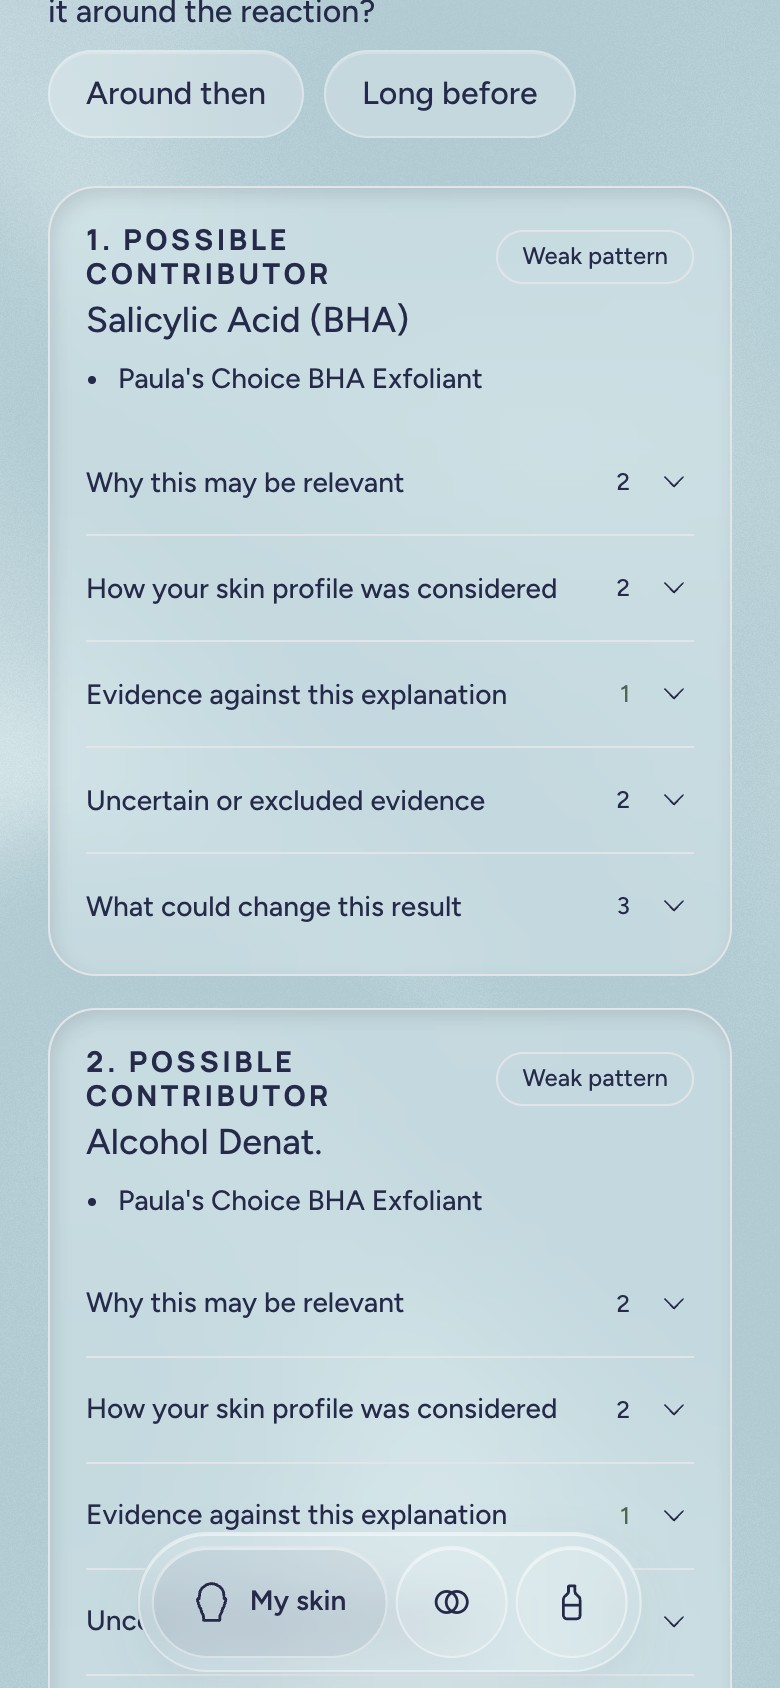 it around the reaction?
Around then
Long before
1. POSSIBLE
CONTRIBUTOR
Weak pattern
Salicylic Acid (BHA)
• Paula's Choice BHA Exfoliant
Why this may be relevant 2
How your skin profile was considered 2
Evidence against this explanation 1
Uncertain or excluded evidence 2
What could change this result 3
2. POSSIBLE
CONTRIBUTOR
Weak pattern
Alcohol Denat.
• Paula's Choice BHA Exfoliant
Why this may be relevant 2
How your skin profile was considered 2
Evidence against this explanation 1
My skin